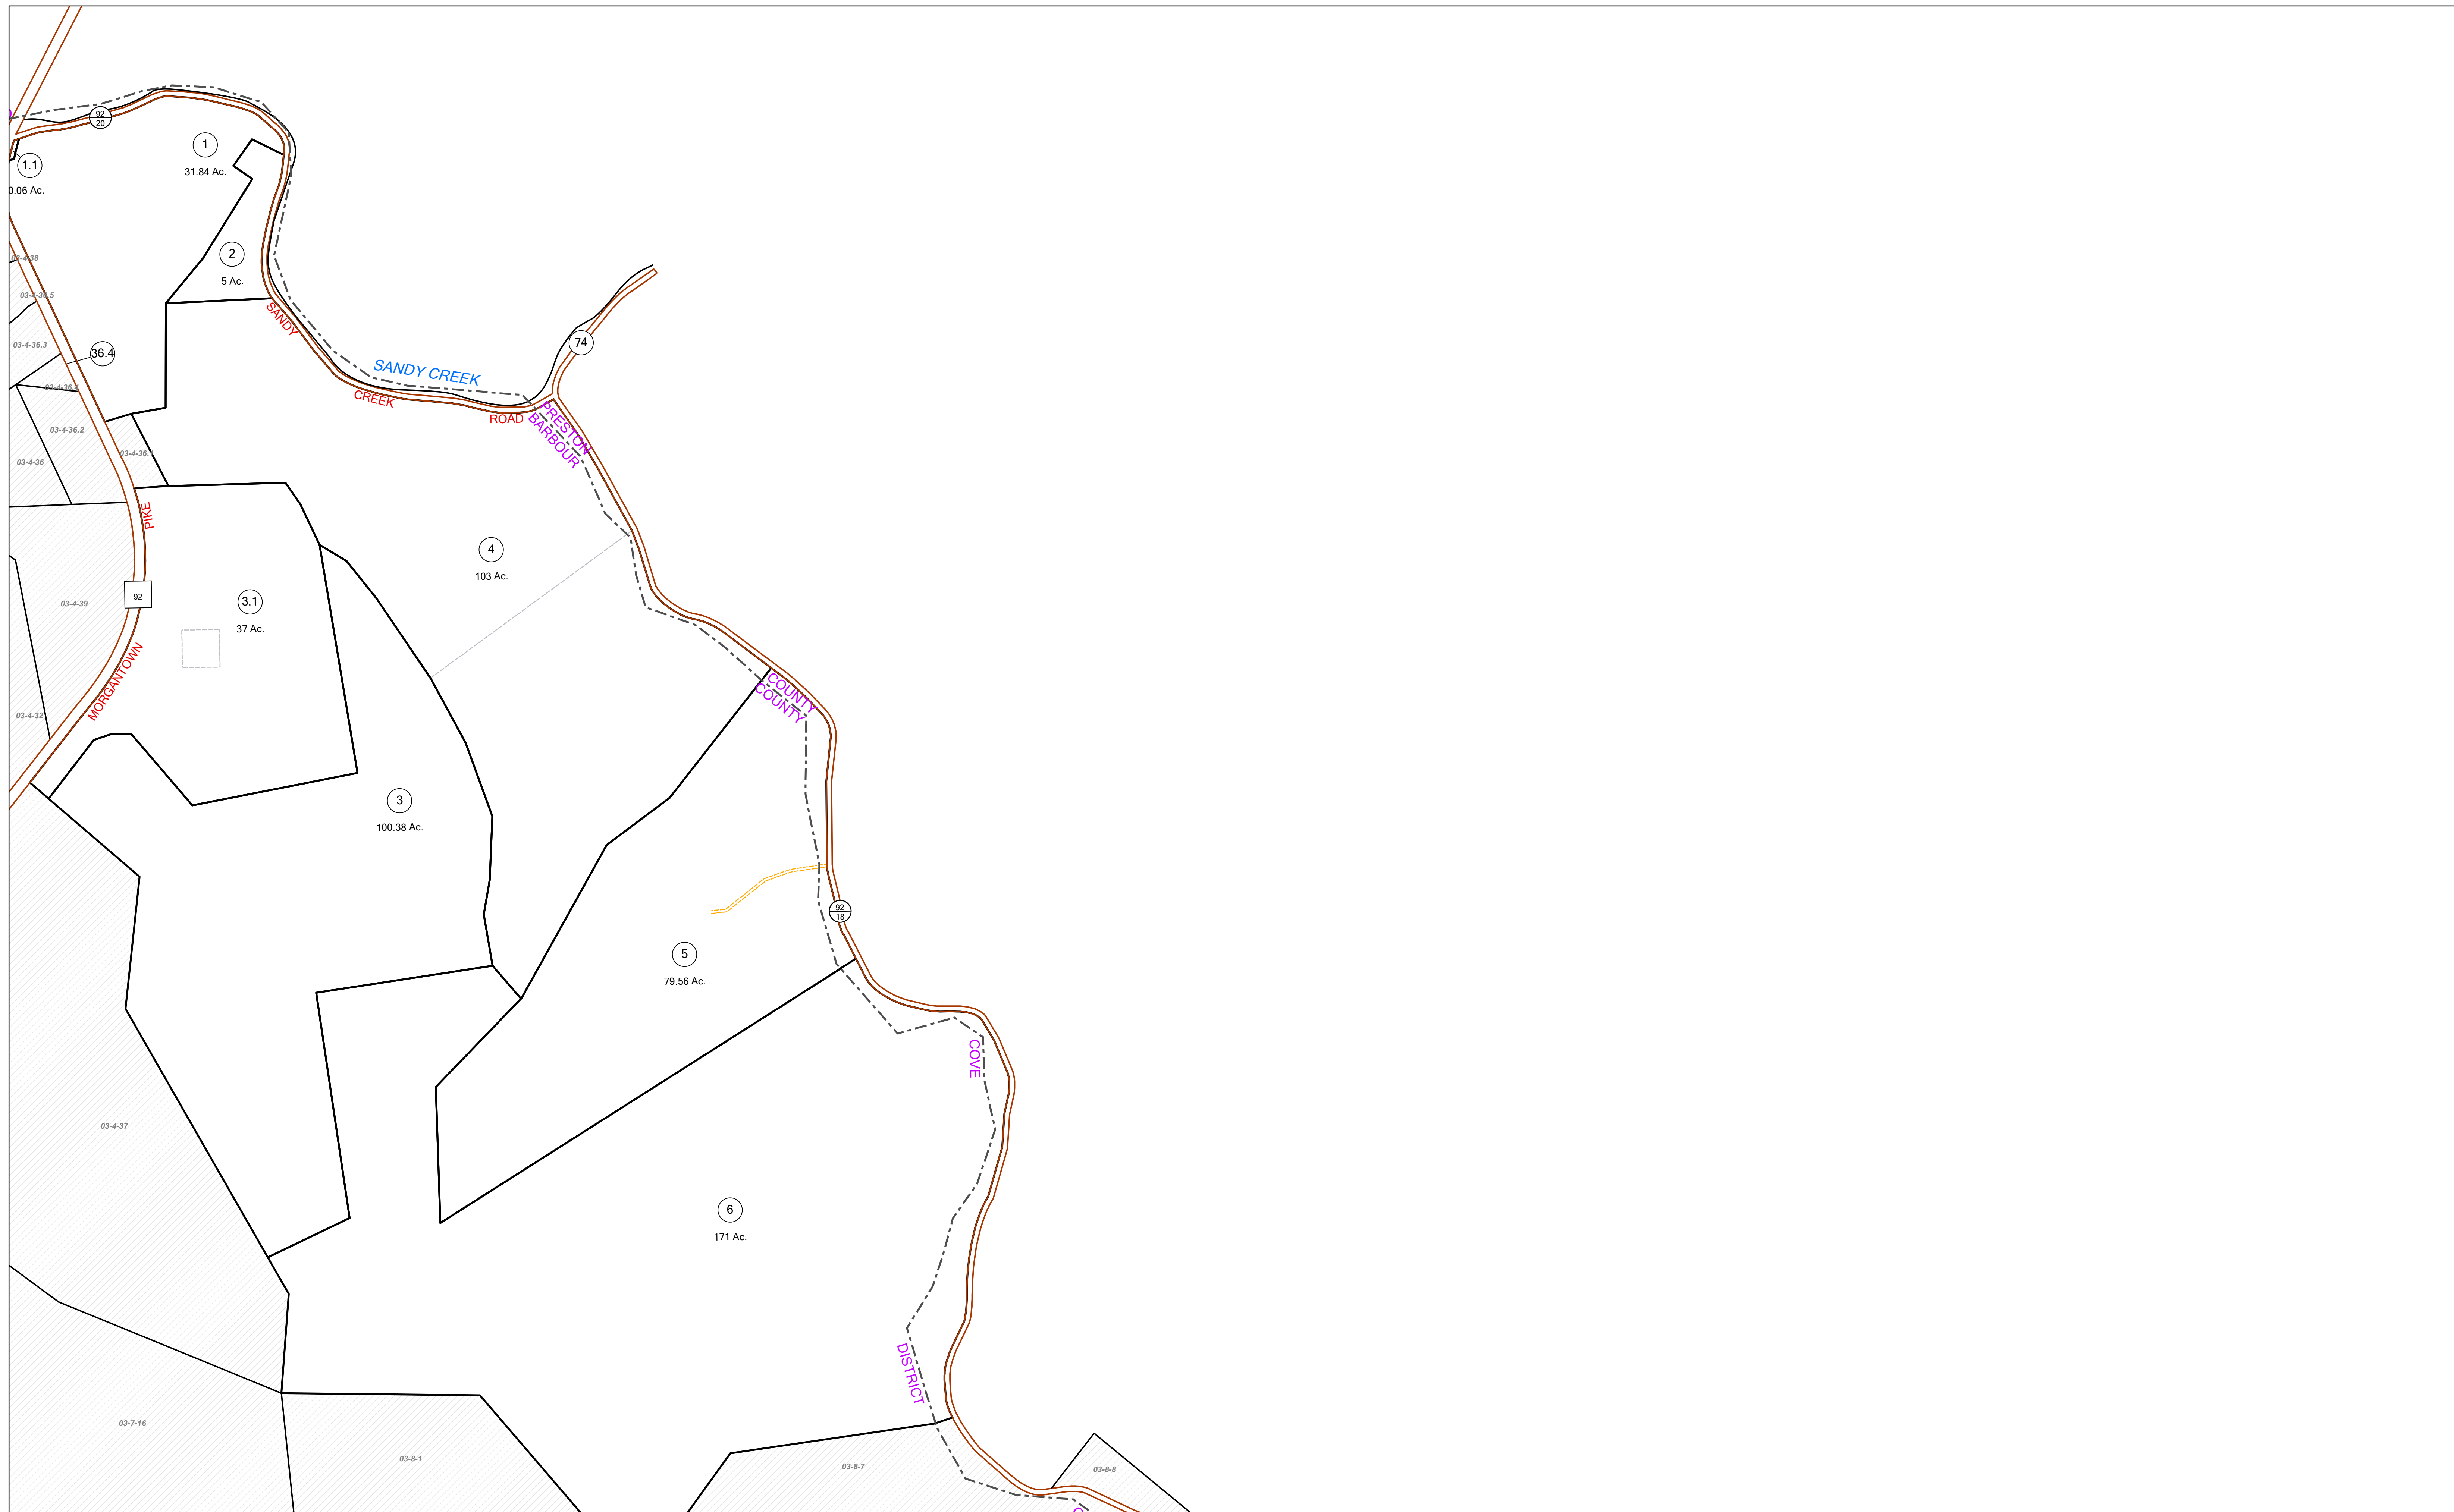 92
20
1
31.84 Ac.
1.1
0.06 Ac.
2
5 Ac.
03-4-38
03-4-36.5
SANDY
74
03-4-36.3
36.4
SANDY CREEK
CREEK
ROAD
PRESTON
BARBOUR
03-4-36.2
03-4-36
PIKE
4
103 Ac.
92
03-4-39
3.1
37 Ac.
MORGANTOWN
COUNTY
COUNTY
03-4-32
3
100.38 Ac.
92
18
5
79.56 Ac.
COVE
03-4-37
6
171 Ac.
DISTRICT
03-7-16
03-8-1
03-8-7
03-8-8